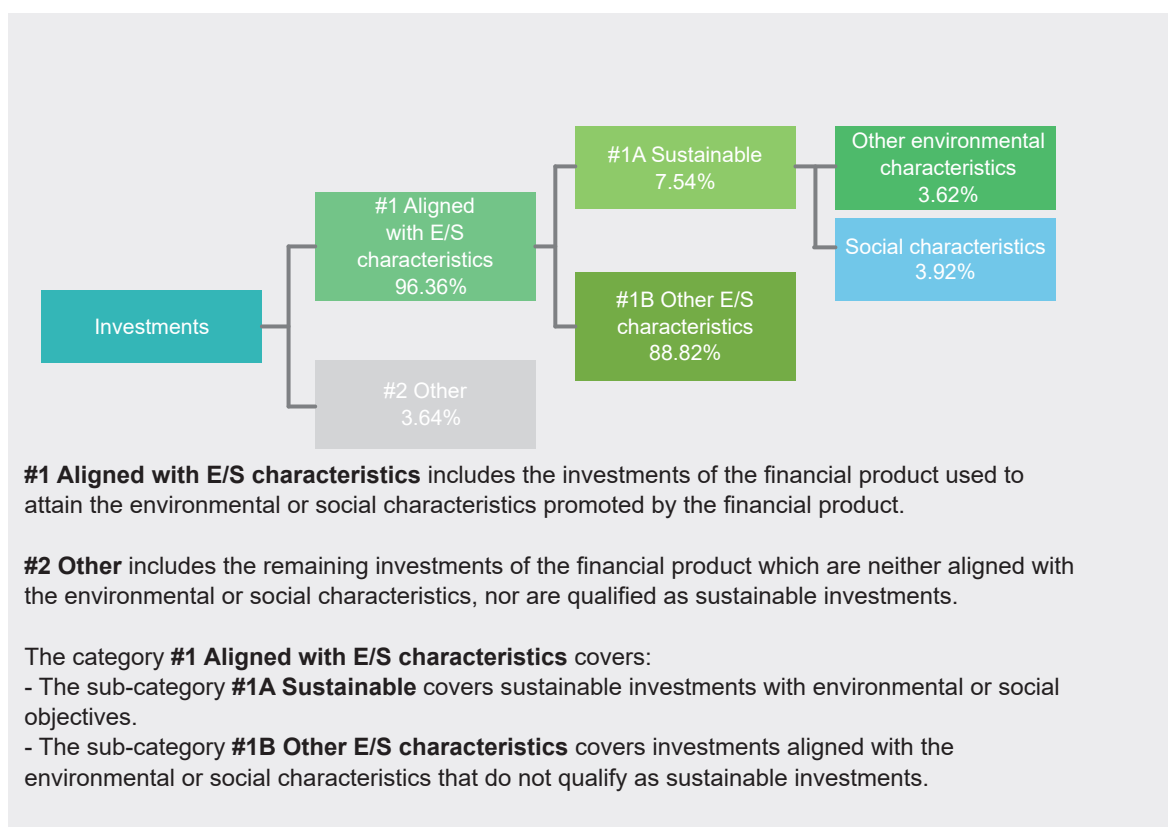 Investments
#1 Aligned
with E/S
characteristics
96.36%
#2 Other
3.64%
#1A Sustainable
7.54%
#1B Other E/S
characteristics
88.82%
Other environmental
characteristics
3.62%
Social characteristics
3.92%
#1 Aligned with E/S characteristics includes the investments of the financial product used to
attain the environmental or social characteristics promoted by the financial product.
#2 Other includes the remaining investments of the financial product which are neither aligned with
the environmental or social characteristics, nor are qualified as sustainable investments.
The category #1 Aligned with E/S characteristics covers:
- The sub-category #1A Sustainable covers sustainable investments with environmental or social
objectives.
- The sub-category #1B Other E/S characteristics covers investments aligned with the
environmental or social characteristics that do not qualify as sustainable investments.